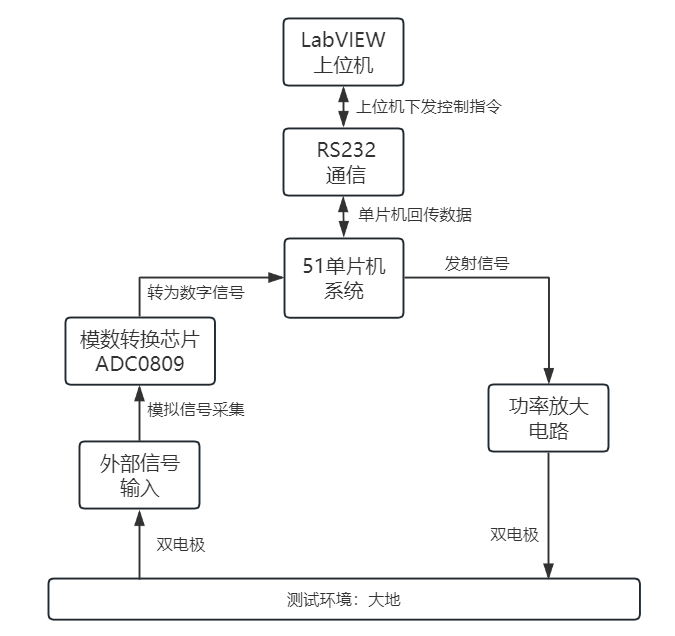 LabVIEW
上位机
上位机下发控制指令
RS232
通信
单片机回传数据
51单片机
系统
发射信号
转为数字信号
模数转换芯片
ADC0809
功率放大
电路
模拟信号采集
外部信号
输入
双电极
双电极
测试环境：大地